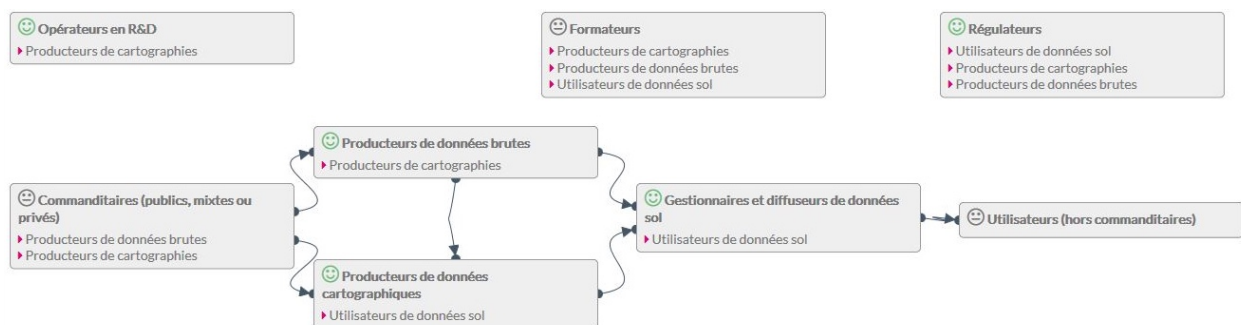 Opérateurs en R&D
Producteurs de cartographies
Formateurs
Producteurs de cartographies
Producteurs de données brutes
Utilisateurs de données sol
Régulateurs
Utilisateurs de données sol
Producteurs de cartographies
Producteurs de données brutes
Producteurs de données brutes
Producteurs de cartographies
Commanditaires (publics, mixtes ou
privés)
Producteurs de données brutes
Producteurs de cartographies
Producteurs de données
cartographiques
Utilisateurs de données sol
Gestionnaires et diffuseurs de données
sol
Utilisateurs de données sol
Utilisateurs (hors commanditaires)